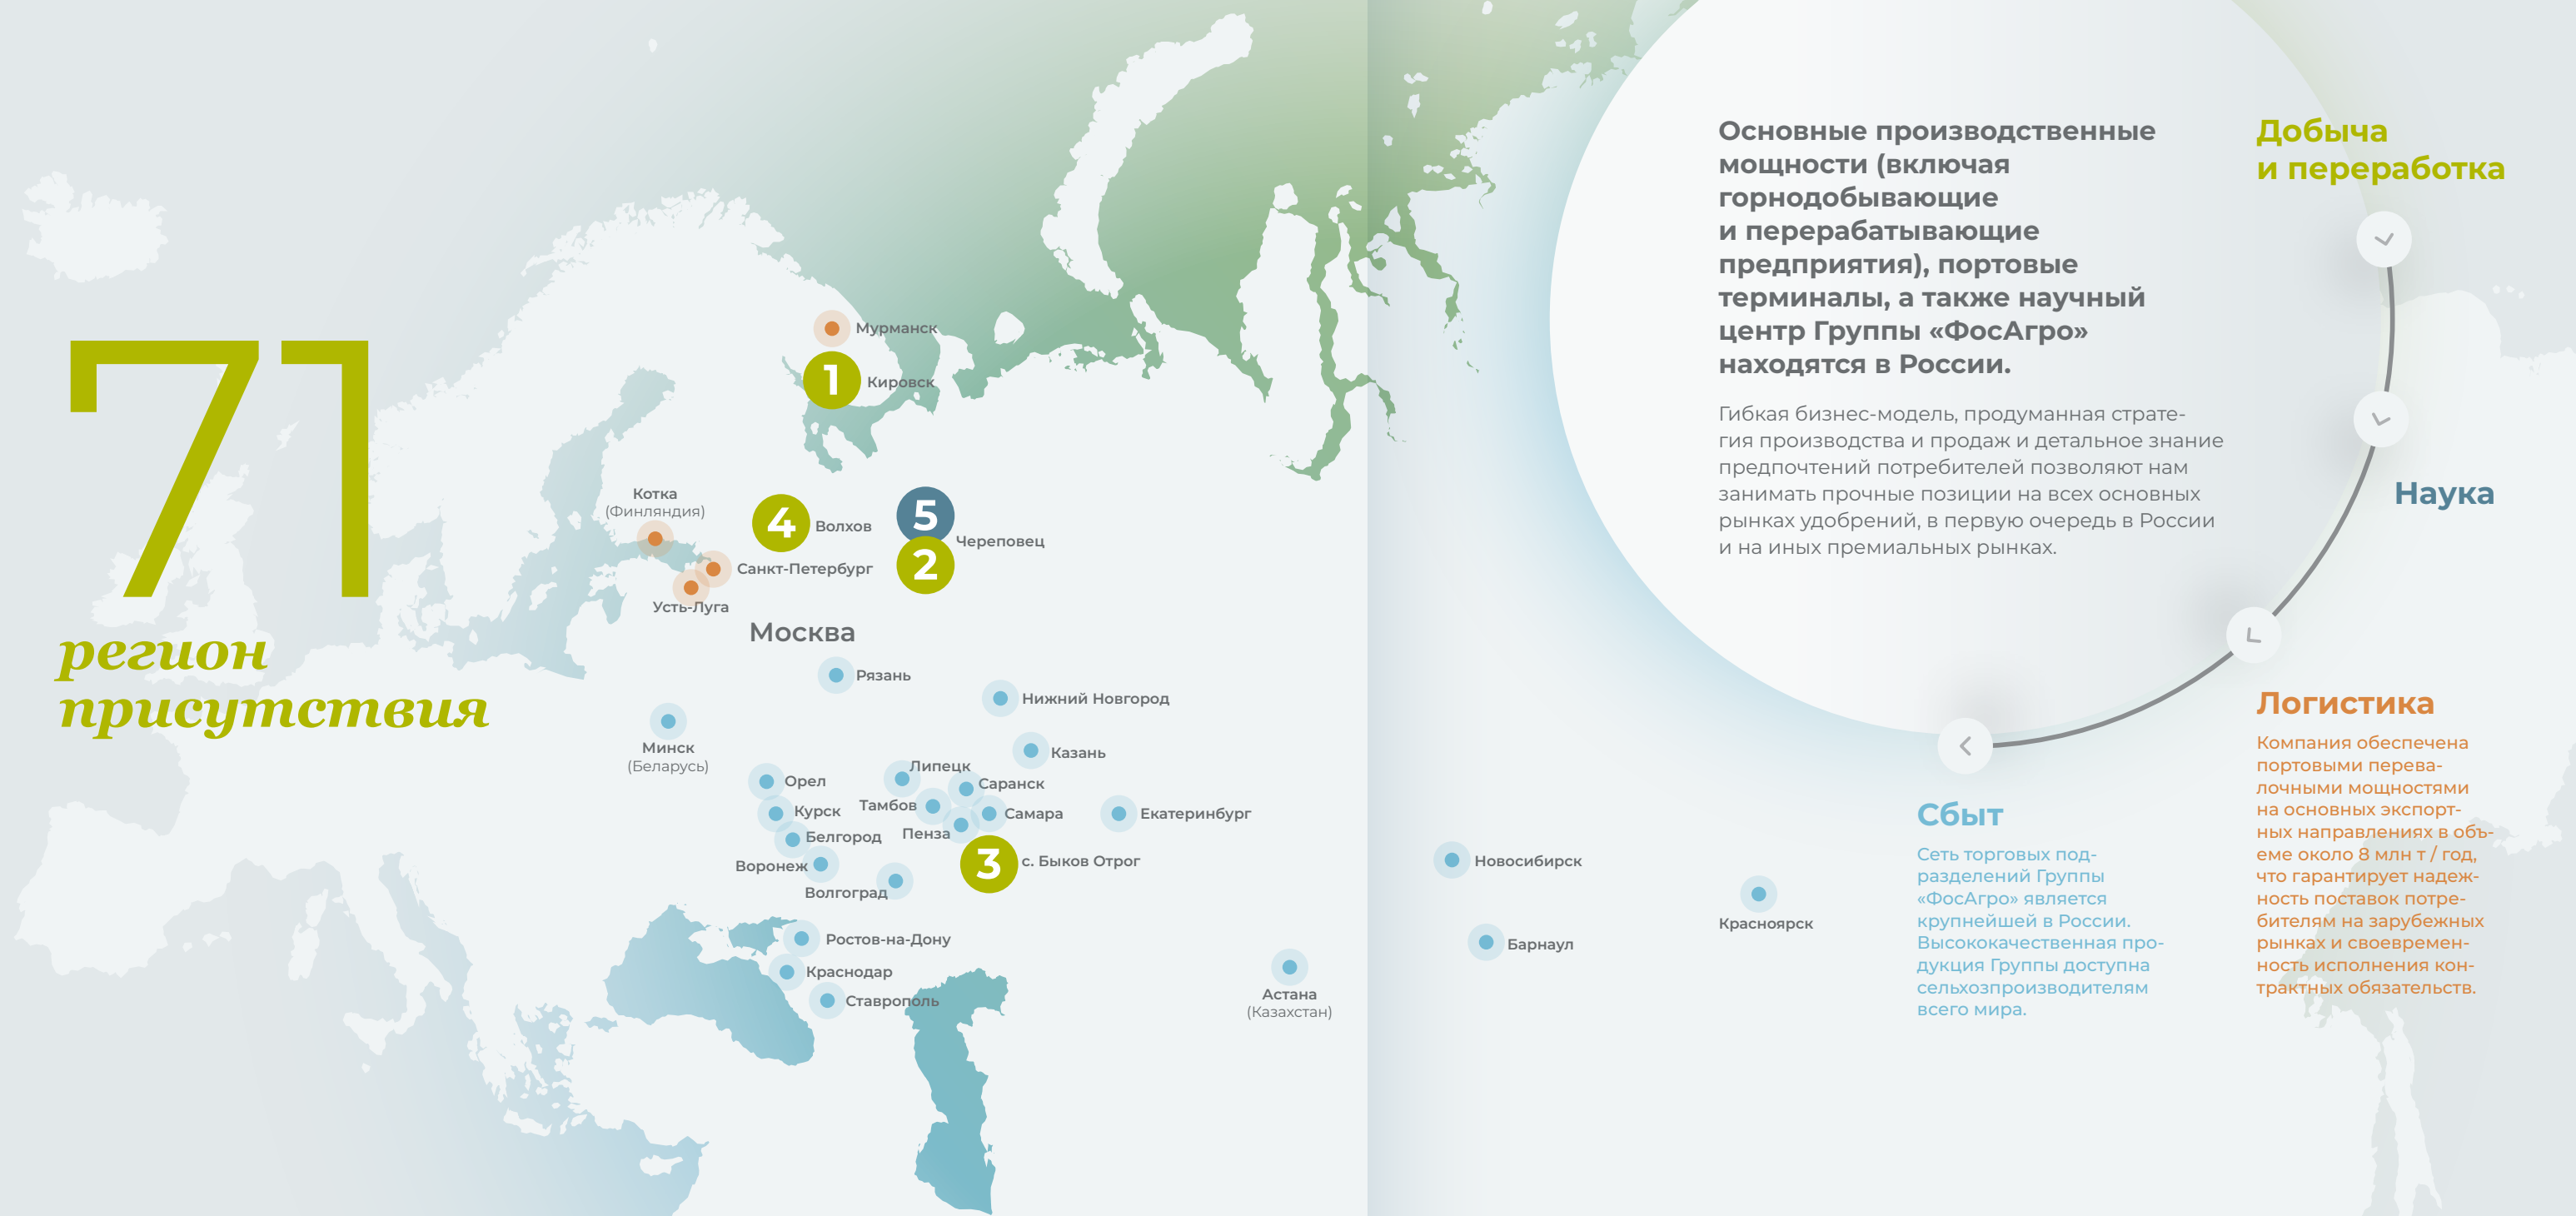 71
регион
присутствия
Мурманск
1
Кировск
Котка
(Финляндия)
4
Волхов
5
Череповец
2
Санкт-Петербург
Усть-Луга
Москва
Рязань
Нижний Новгород
Минск
(Беларусь)
Казань
Орел
Липецк
Саранск
Курск
Тамбов
Самара
Екатеринбург
Белгород
Пенза
Воронеж
3
с. Быков Отрог
Волгоград
Ростов-на-Дону
Краснодар
Ставрополь
Астана
(Казахстан)
Новосибирск
Барнаул
Красноярск
Основные производственные
мощности (включая
горнодобывающие
и перерабатывающие
предприятия), портовые
терминалы, а также научный
центр Группы «ФосАгро»
находятся в России.
Гибкая бизнес-модель, продуманная страте-
гия производства и продаж и детальное знание
предпочтений потребителей позволяют нам
занимать прочные позиции на всех основных
рынках удобрений, в первую очередь в России
и на иных премиальных рынках.
Добыча
и переработка
Наука
Логистика
Компания обеспечена
портовыми перева-
лочными мощностями
на основных экспорт-
ных направлениях в объ-
еме около 8 млн т / год,
что гарантирует надеж-
ность поставок потре-
бителям на зарубежных
рынках и своевремен-
ность исполнения кон-
трактных обязательств.
Сбыт
Сеть торговых под-
разделений Группы
«ФосАгро» является
крупнейшей в России.
Высококачественная про-
дукция Группы доступна
сельхозпроизводителям
всего мира.